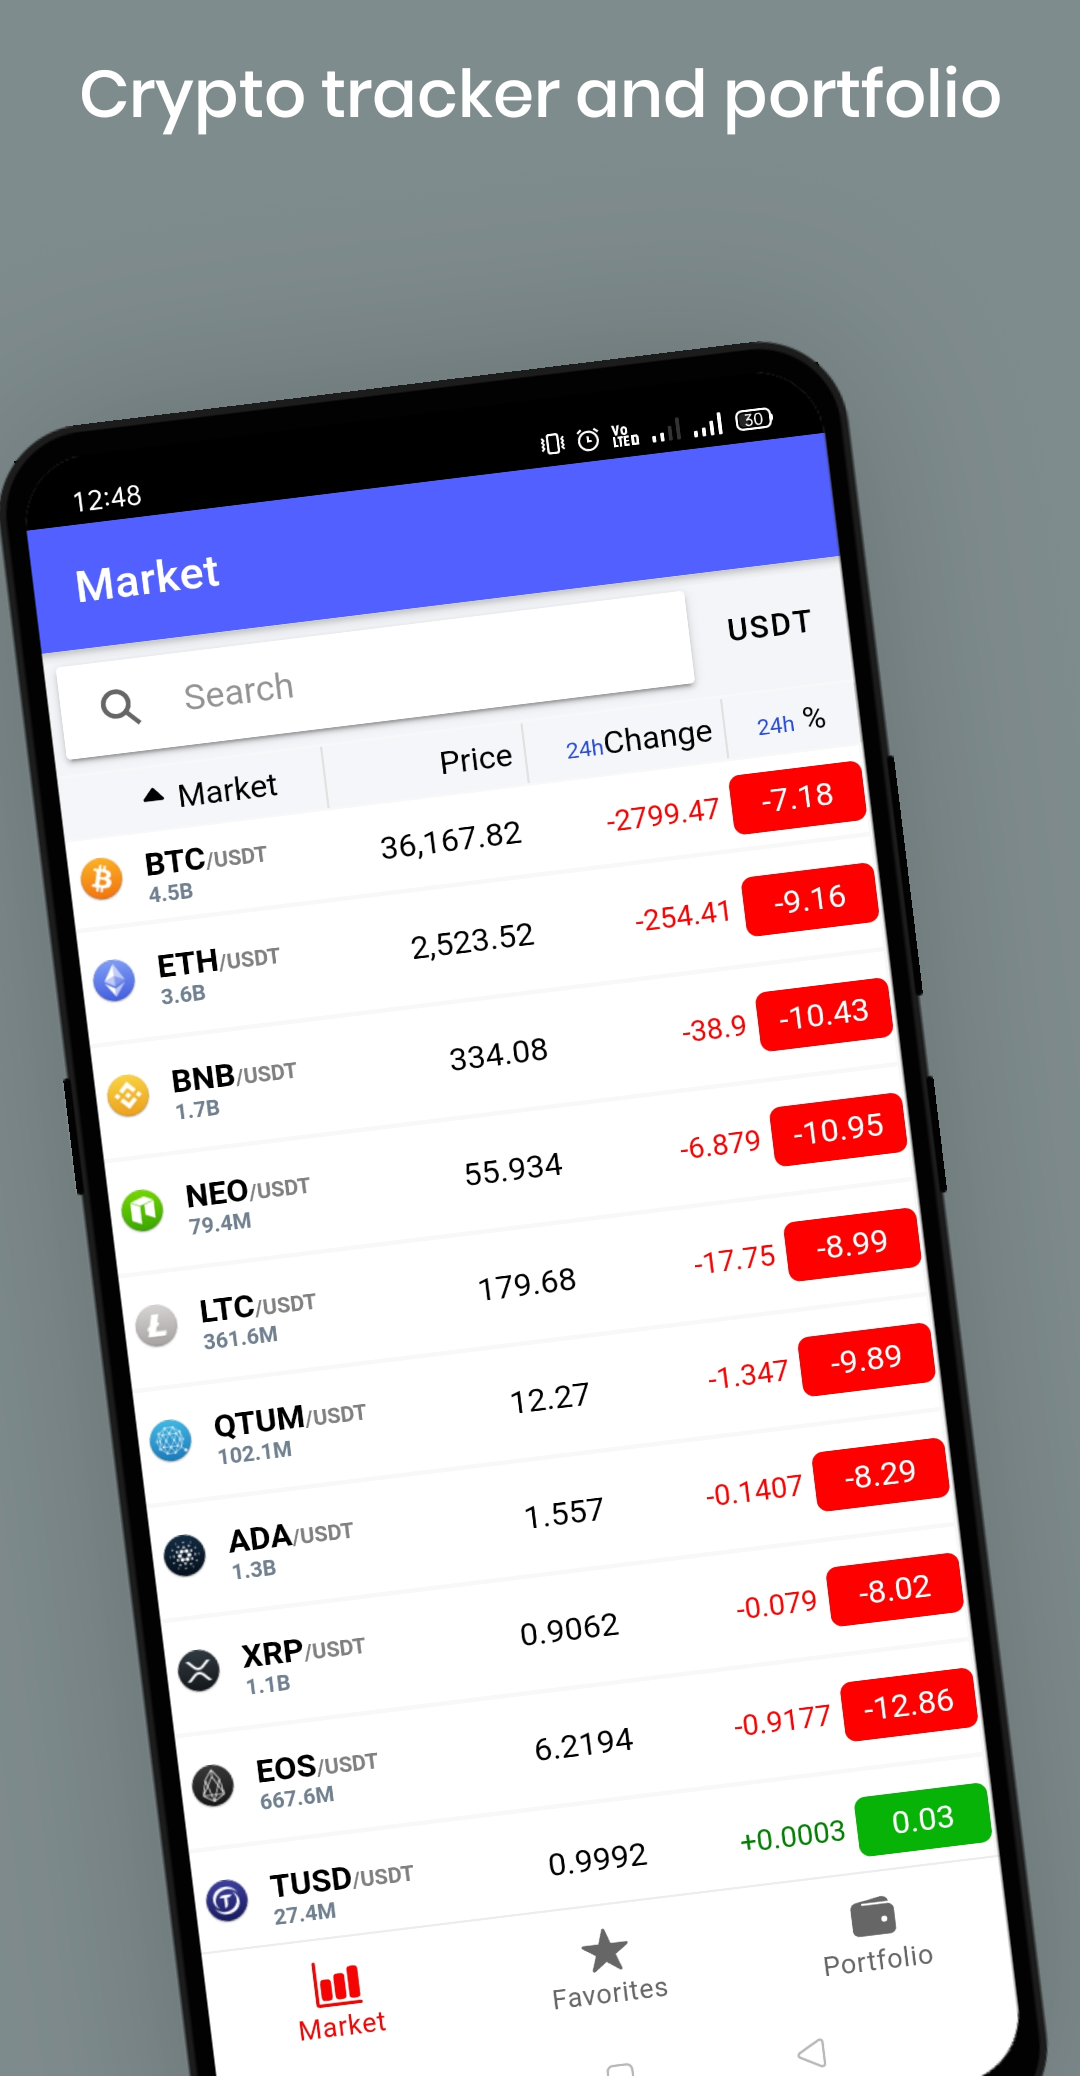 Crypto tracker and portfolio
12:48
Vo
LTE
30
Market
Search
USDT
Market Price 24hChange 24h %
BTC/USDT 36,167.82 -2799.47 -7.18
4.5B
ETH/USDT 2,523.52 -254.41 -9.16
3.6B
BNB/USDT 334.08 -38.9 -10.43
1.7B
NEO/USDT 55.934 -6.879 -10.95
79.4M
LTC/USDT 179.68 -17.75 -8.99
361.6M
QTUM/USDT 12.27 -1.347 -9.89
102.1M
ADA/USDT 1.557 -0.1407 -8.29
1.3B
XRP/USDT 0.9062 -0.079 -8.02
1.1B
EOS/USDT 6.2194 -0.9177 -12.86
667.6M
TUSD/USDT 0.9992 +0.0003 0.03
27.4M
Market Favorites Portfolio